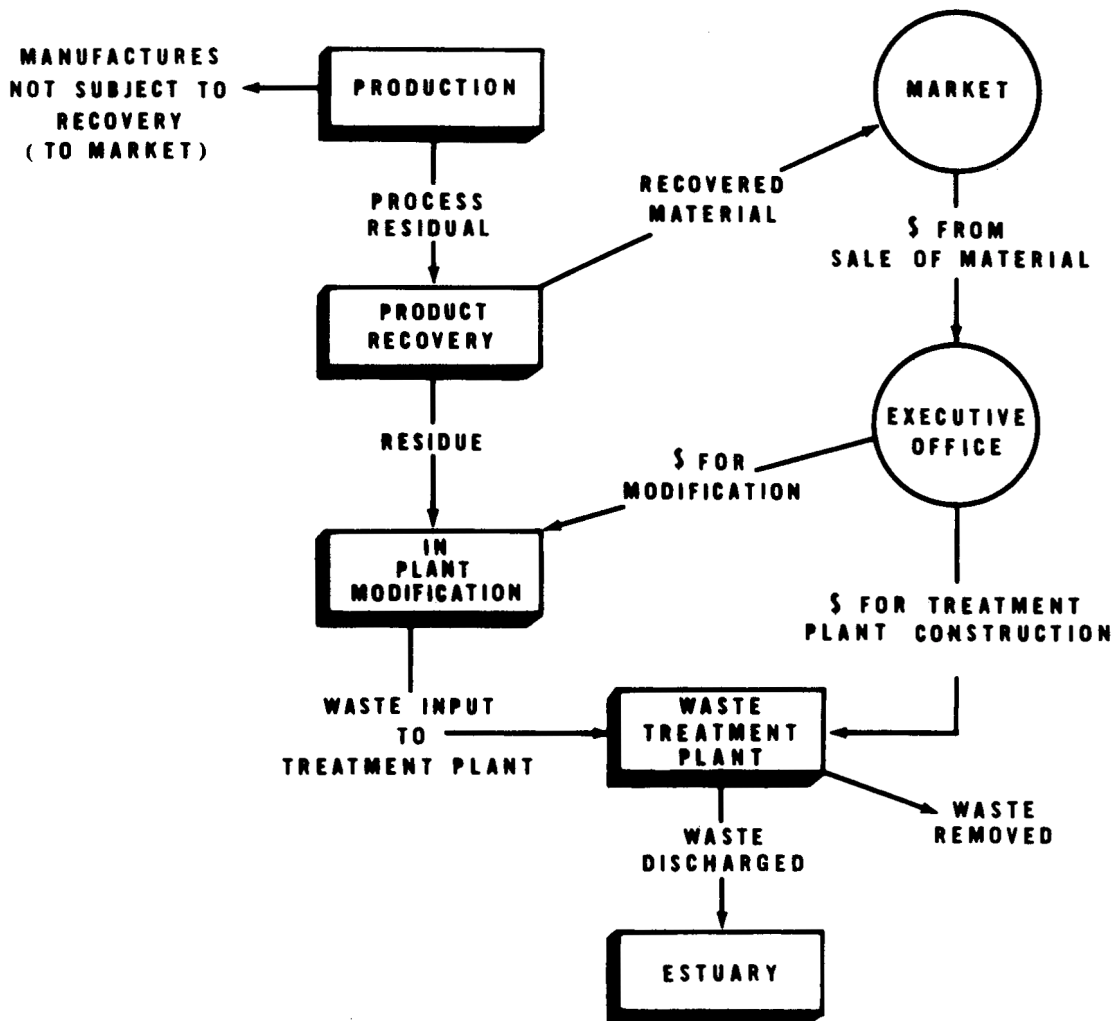 MANUFACTURES
NOT SUBJECT TO
RECOVERY
(TO MARKET)
PRODUCTION
MARKET
PROCESS
RESIDUAL
RECOVERED
MATERIAL
$ FROM
SALE OF MATERIAL
PRODUCT
RECOVERY
EXECUTIVE
OFFICE
RESIDUE
$ FOR
MODIFICATION
IN
PLANT
MODIFICATION
$ FOR TREATMENT
PLANT CONSTRUCTION
WASTE INPUT
TO
TREATMENT PLANT
WASTE
TREATMENT
PLANT
WASTE
REMOVED
WASTE
DISCHARGED
ESTUARY